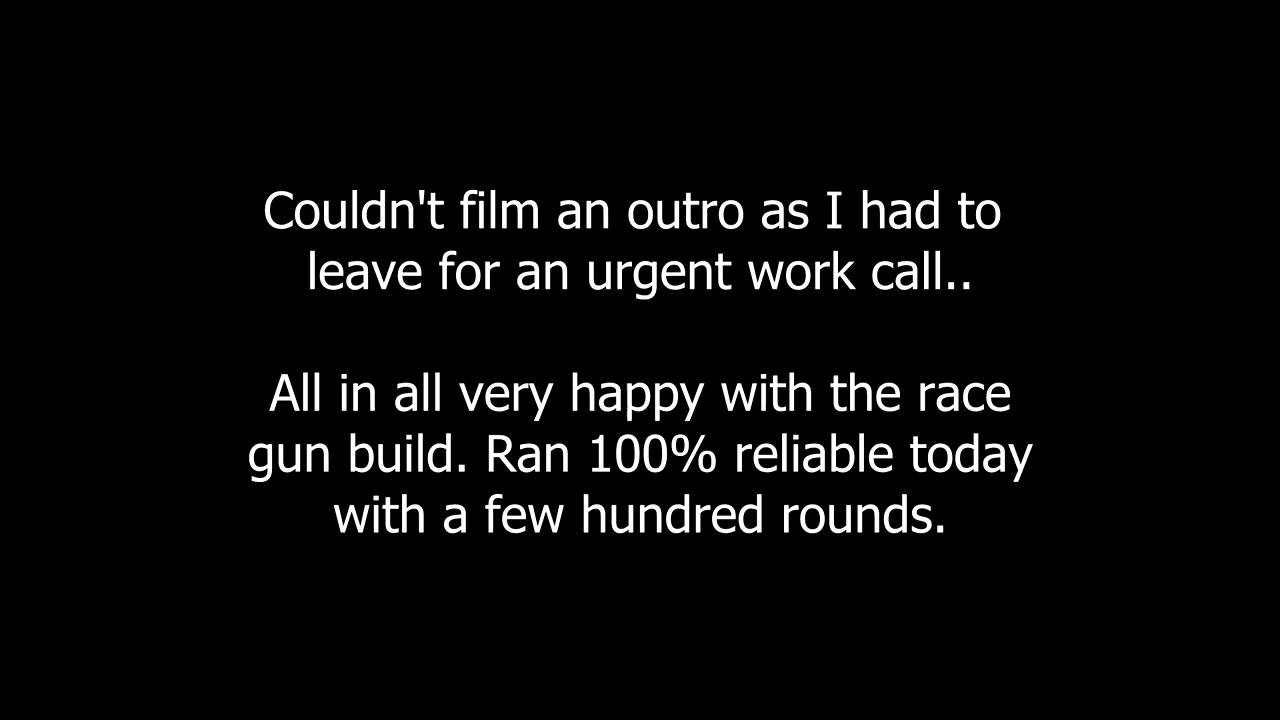 Couldn't film an outro as I had to
leave for an urgent work call..
All in all very happy with the race
gun build. Ran 100% reliable today
with a few hundred rounds.